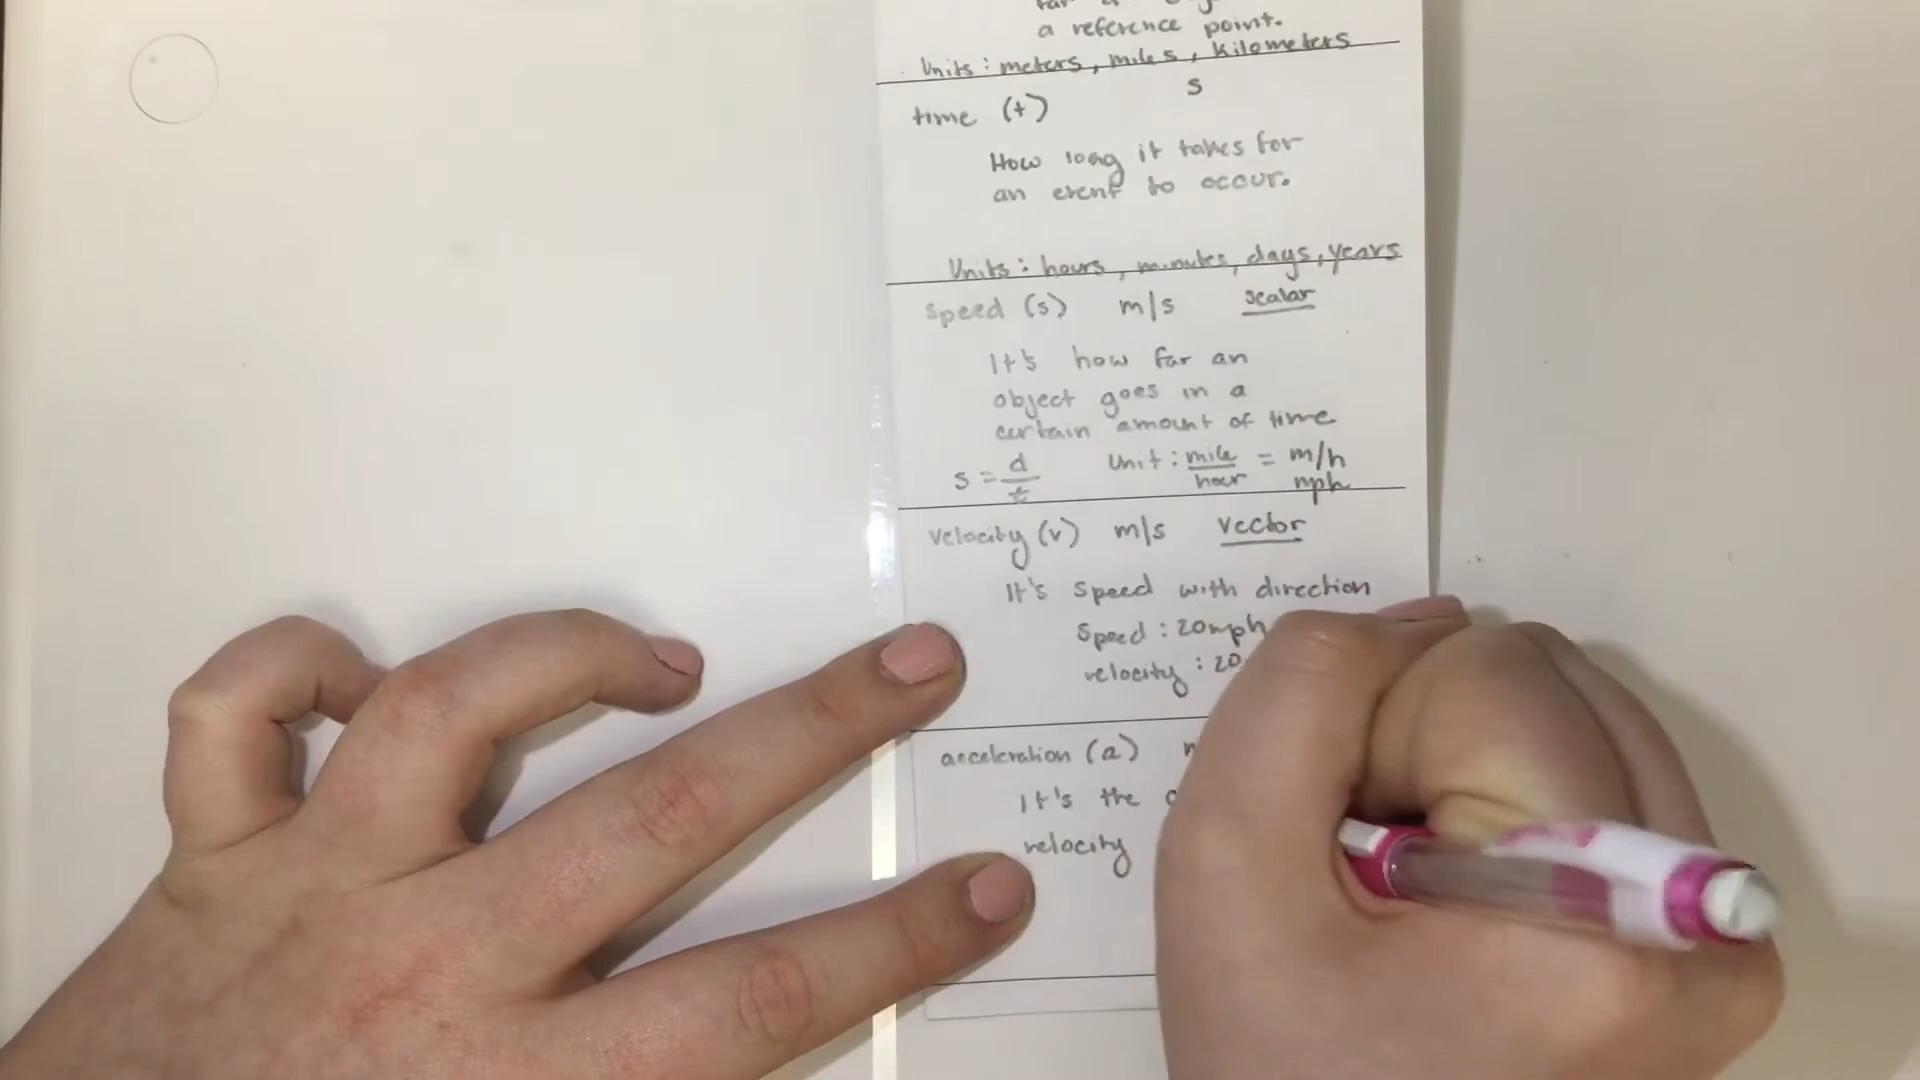 a reference point.
Units : meters, miles, kilometers
time (t) s
How long it takes for
an event to occur.
Units : hours, minutes, days, years
speed (s) m/s scalar
It's how far an
object goes in a
certain amount of time
s = d/t Unit : mile/hour = m/h
mph
velocity (v) m/s vector
It's speed with direction
Speed : 20mph
velocity : 20
acceleration (a)
It's the
velocity